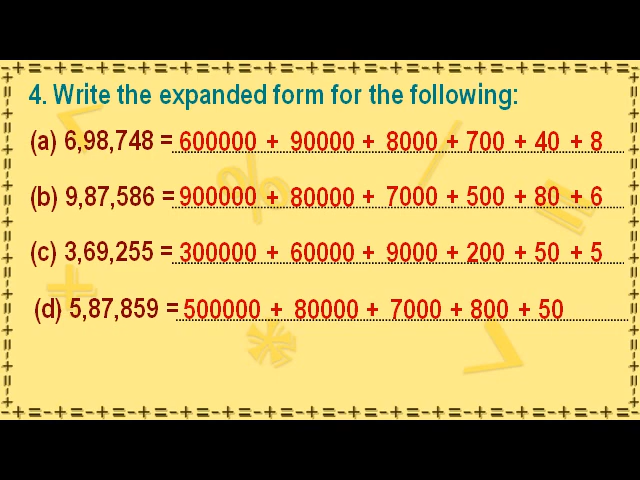 4. Write the expanded form for the following:
(a) 6,98,748 = 600000 + 90000 + 8000 + 700 + 40 + 8
(b) 9,87,586 = 900000 + 80000 + 7000 + 500 + 80 + 6
(c) 3,69,255 = 300000 + 60000 + 9000 + 200 + 50 + 5
(d) 5,87,859 = 500000 + 80000 + 7000 + 800 + 50